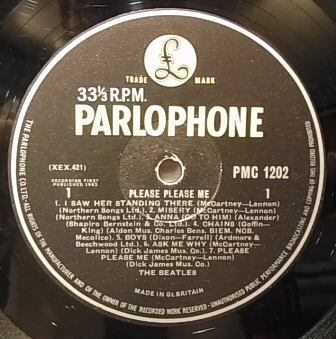 £
TRADE MARK
33⅓ R.P.M.
PARLOPHONE
(XEX.421)
RECORDING FIRST
PUBLISHED 1963
PMC 1202
1 PLEASE PLEASE ME 1
1. I SAW HER STANDING THERE (McCartney—Lennon)
(Northern Songs Ltd.) 2. MISERY (McCartney—Lennon)
(Northern Songs Ltd.) 3. ANNA (GO TO HIM) (Alexander)
(Shapiro Bernstein & Co. Ltd.) 4. CHAINS (Goffin—
King) (Aldon Mus. Charles Bens. BIEM. NCB.
Mecolico). 5. BOYS (Dixon—Farrell) (Ardmore &
Beechwood Ltd.) 6. ASK ME WHY (McCartney—Lennon)
(Dick James Mus. Co.) 7. PLEASE
PLEASE ME (McCartney—Lennon)
(Dick James Mus. Co.)
THE BEATLES
MADE IN Gt. BRITAIN
THE PARLOPHONE CO. LTD. ALL RIGHTS OF THE MANUFACTURER AND OF THE OWNER OF THE RECORDED WORK RESERVED · UNAUTHORISED PUBLIC PERFORMANCE BROADCASTING AND COPYING OF THIS RECORD PROHIBITED